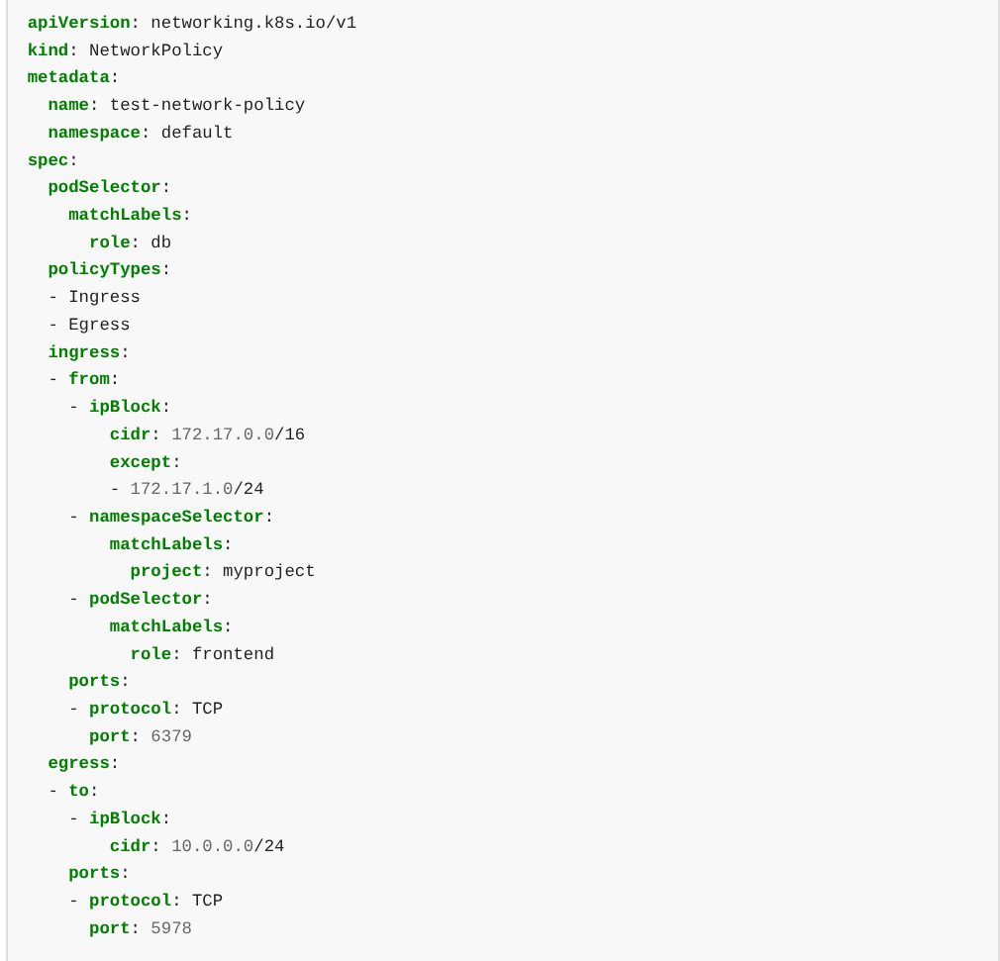 apiVersion: networking.k8s.io/v1
kind: NetworkPolicy
metadata:
  name: test-network-policy
  namespace: default
spec:
  podSelector:
    matchLabels:
      role: db
  policyTypes:
  - Ingress
  - Egress
  ingress:
  - from:
    - ipBlock:
        cidr: 172.17.0.0/16
        except:
        - 172.17.1.0/24
    - namespaceSelector:
        matchLabels:
          project: myproject
    - podSelector:
        matchLabels:
          role: frontend
    ports:
    - protocol: TCP
      port: 6379
  egress:
  - to:
    - ipBlock:
        cidr: 10.0.0.0/24
    ports:
    - protocol: TCP
      port: 5978